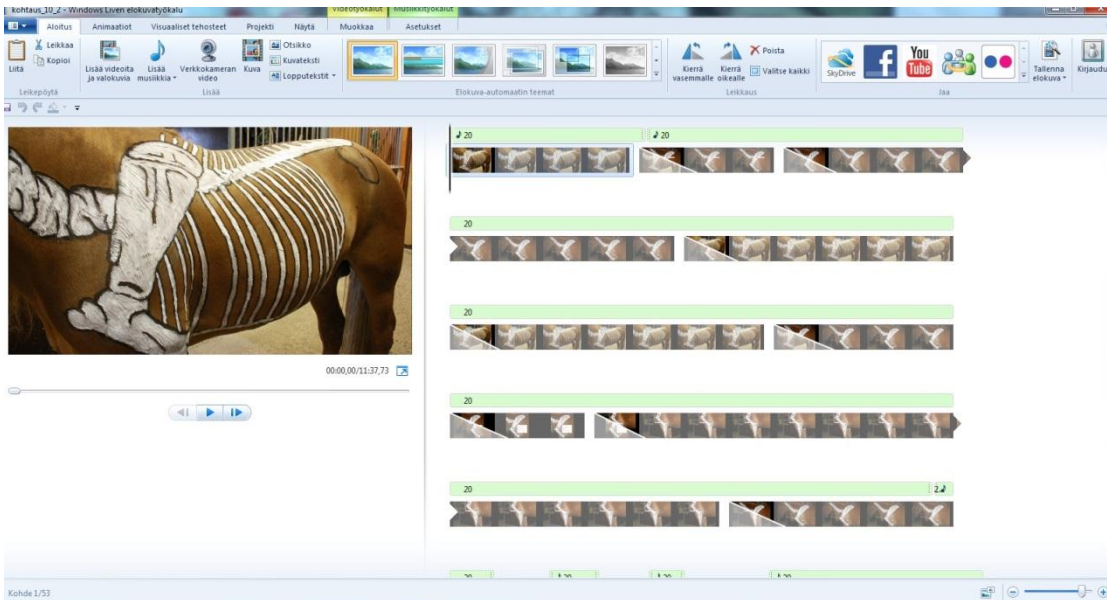 kohtaus_10_2 - Windows Liven elokuvatyökalu
Videotyökalut
Musiikkityökalut
Aloitus
Animaatiot
Visuaaliset tehosteet
Projekti
Näytä
Muokkaa
Asetukset
Liitä
Leikkaa
Kopioi
Leikepöytä
Lisää videoita
ja valokuvia
Lisää
musiikkia
Verkkokameran
video
Kuva
Otsikko
Kuvateksti
Lopputekstit
Lisää
Elokuva-automaatin teemat
Kierrä
vasemmalle
Kierrä
oikealle
Poista
Valitse kaikki
Leikkaus
SkyDrive
f
You
Tube
Jaa
Tallenna
elokuva
Kirjaudu
20
20
00:00,00/11:37,73
20
20
20
20
2
20
20
20
20
Kohde 1/53